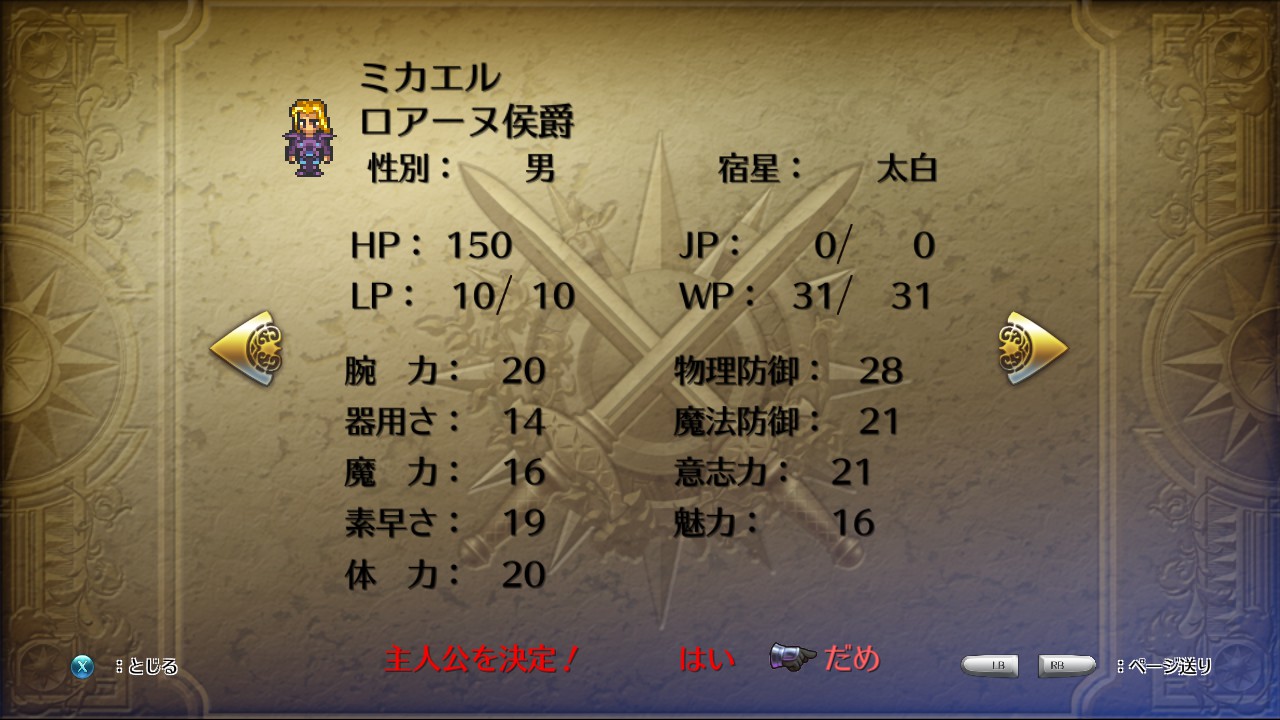 ミカエル
ロアーヌ侯爵
性別： 男 宿星： 太白
HP： 150 JP： 0/ 0
LP： 10/ 10 WP： 31/ 31
腕 力： 20 物理防御： 28
器用さ： 14 魔法防御： 21
魔 力： 16 意志力： 21
素早さ： 19 魅力： 16
体 力： 20
主人公を決定！ はい だめ
X ：とじる LB RB ：ページ送り